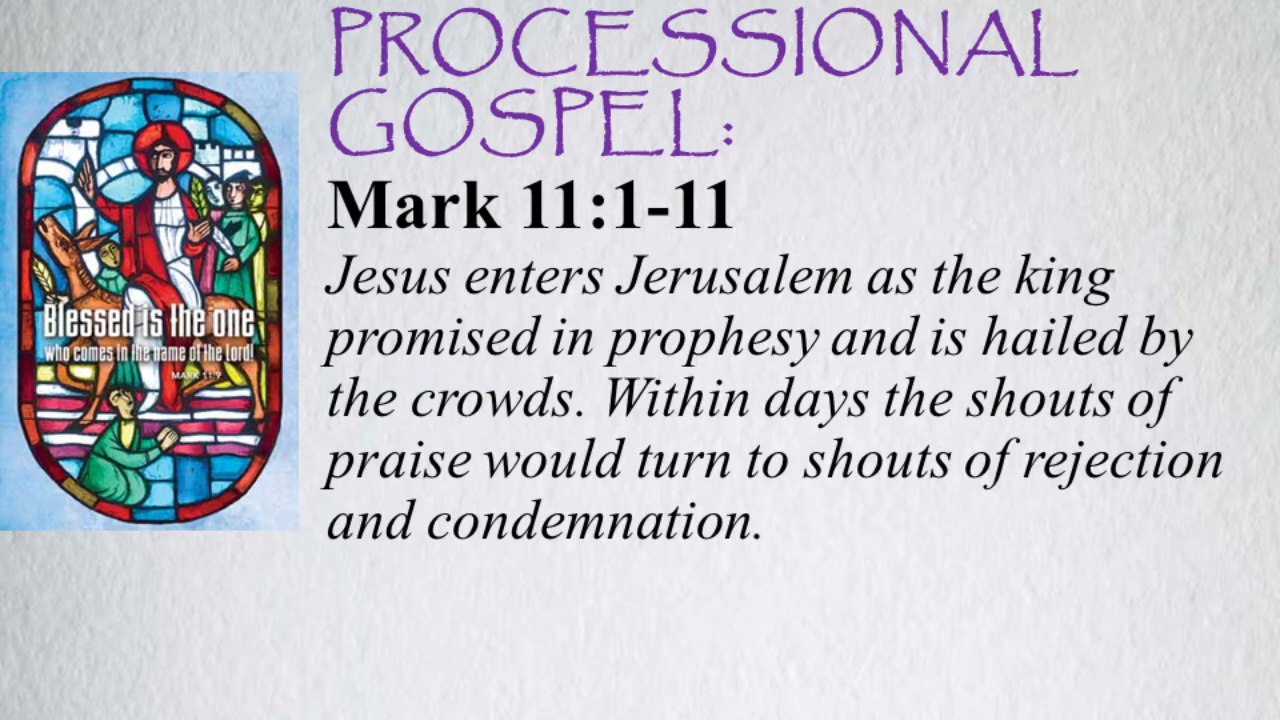 PROCESSIONAL
GOSPEL:
Mark 11:1-11
Jesus enters Jerusalem as the king
promised in prophesy and is hailed by
the crowds. Within days the shouts of
praise would turn to shouts of rejection
and condemnation.
Blessed is the one
who comes in the name of the Lord!
MARK 11:9